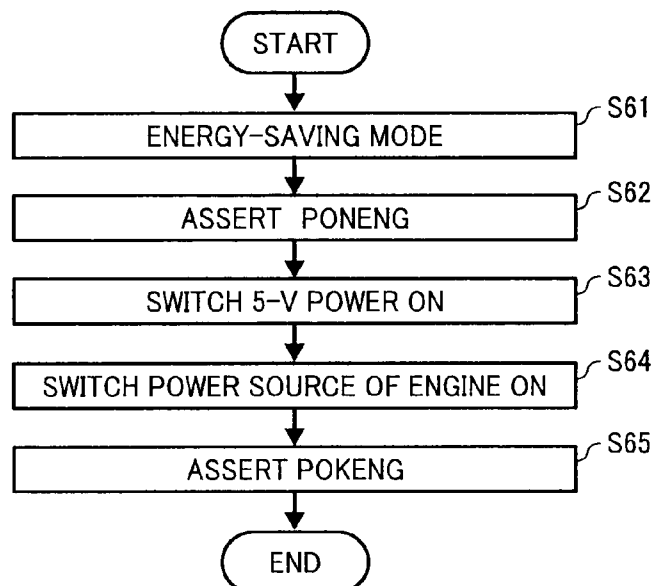 START
S61
ENERGY-SAVING MODE
S62
ASSERT PONENG
S63
SWITCH 5-V POWER ON
S64
SWITCH POWER SOURCE OF ENGINE ON
S65
ASSERT POKENG
END